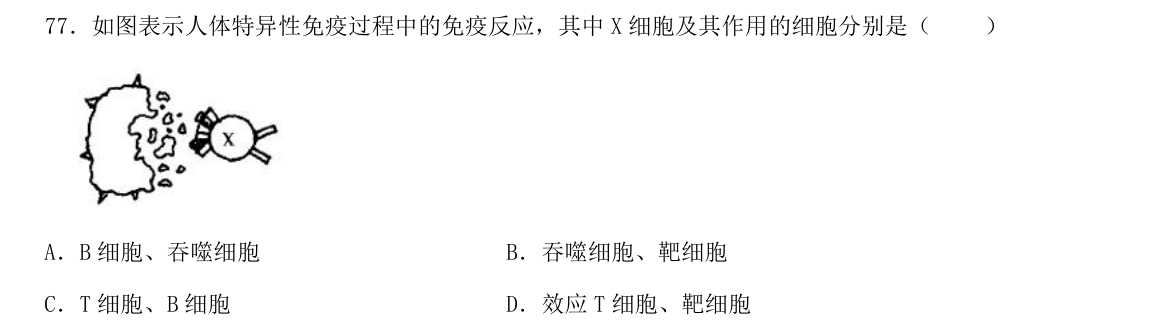 77．如图表示人体特异性免疫过程中的免疫反应，其中 X 细胞及其作用的细胞分别是（　　）
X
A．B 细胞、吞噬细胞　　B．吞噬细胞、靶细胞
C．T 细胞、B 细胞　　D．效应 T 细胞、靶细胞